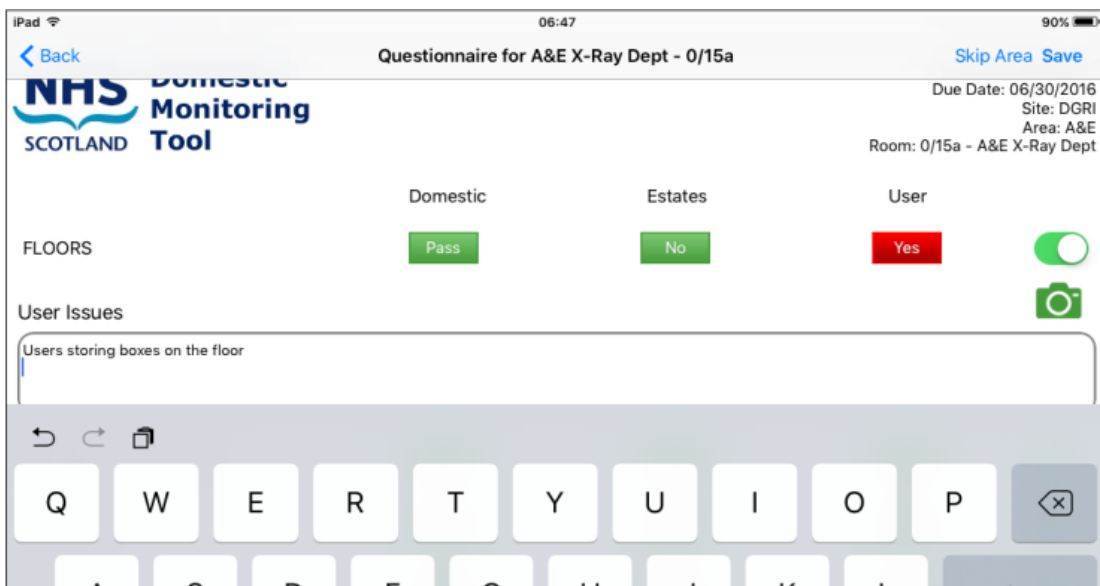 iPad 06:47 90%
Back Questionnaire for A&E X-Ray Dept - 0/15a Skip Area Save
NHS Domestic
Monitoring
SCOTLAND Tool
Due Date: 06/30/2016
Site: DGRI
Area: A&E
Room: 0/15a - A&E X-Ray Dept
Domestic Estates User
FLOORS Pass No Yes
User Issues
Users storing boxes on the floor
Q W E R T Y U I O P